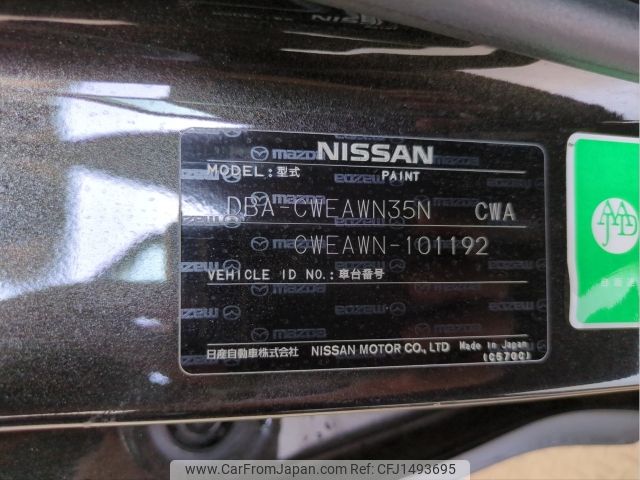 NISSAN
MODEL:型式 PAINT
DBA-CWEAWN35N CWA
CWEAWN-101192
VEHICLE ID NO.:車台番号
日産自動車株式会社 NISSAN MOTOR CO., LTD Made in Japan
(C570C)
mazda
www.CarFromJapan.com - CFJ1493695